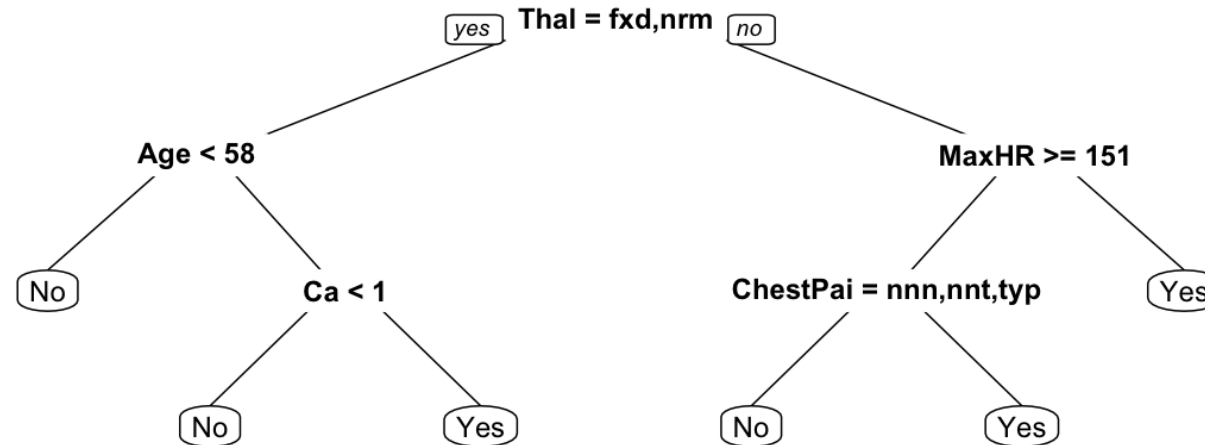 yes Thal = fxd,nrm no
Age < 58 MaxHR >= 151
No Ca < 1 ChestPai = nnn,nnt,typ Yes
No Yes No Yes